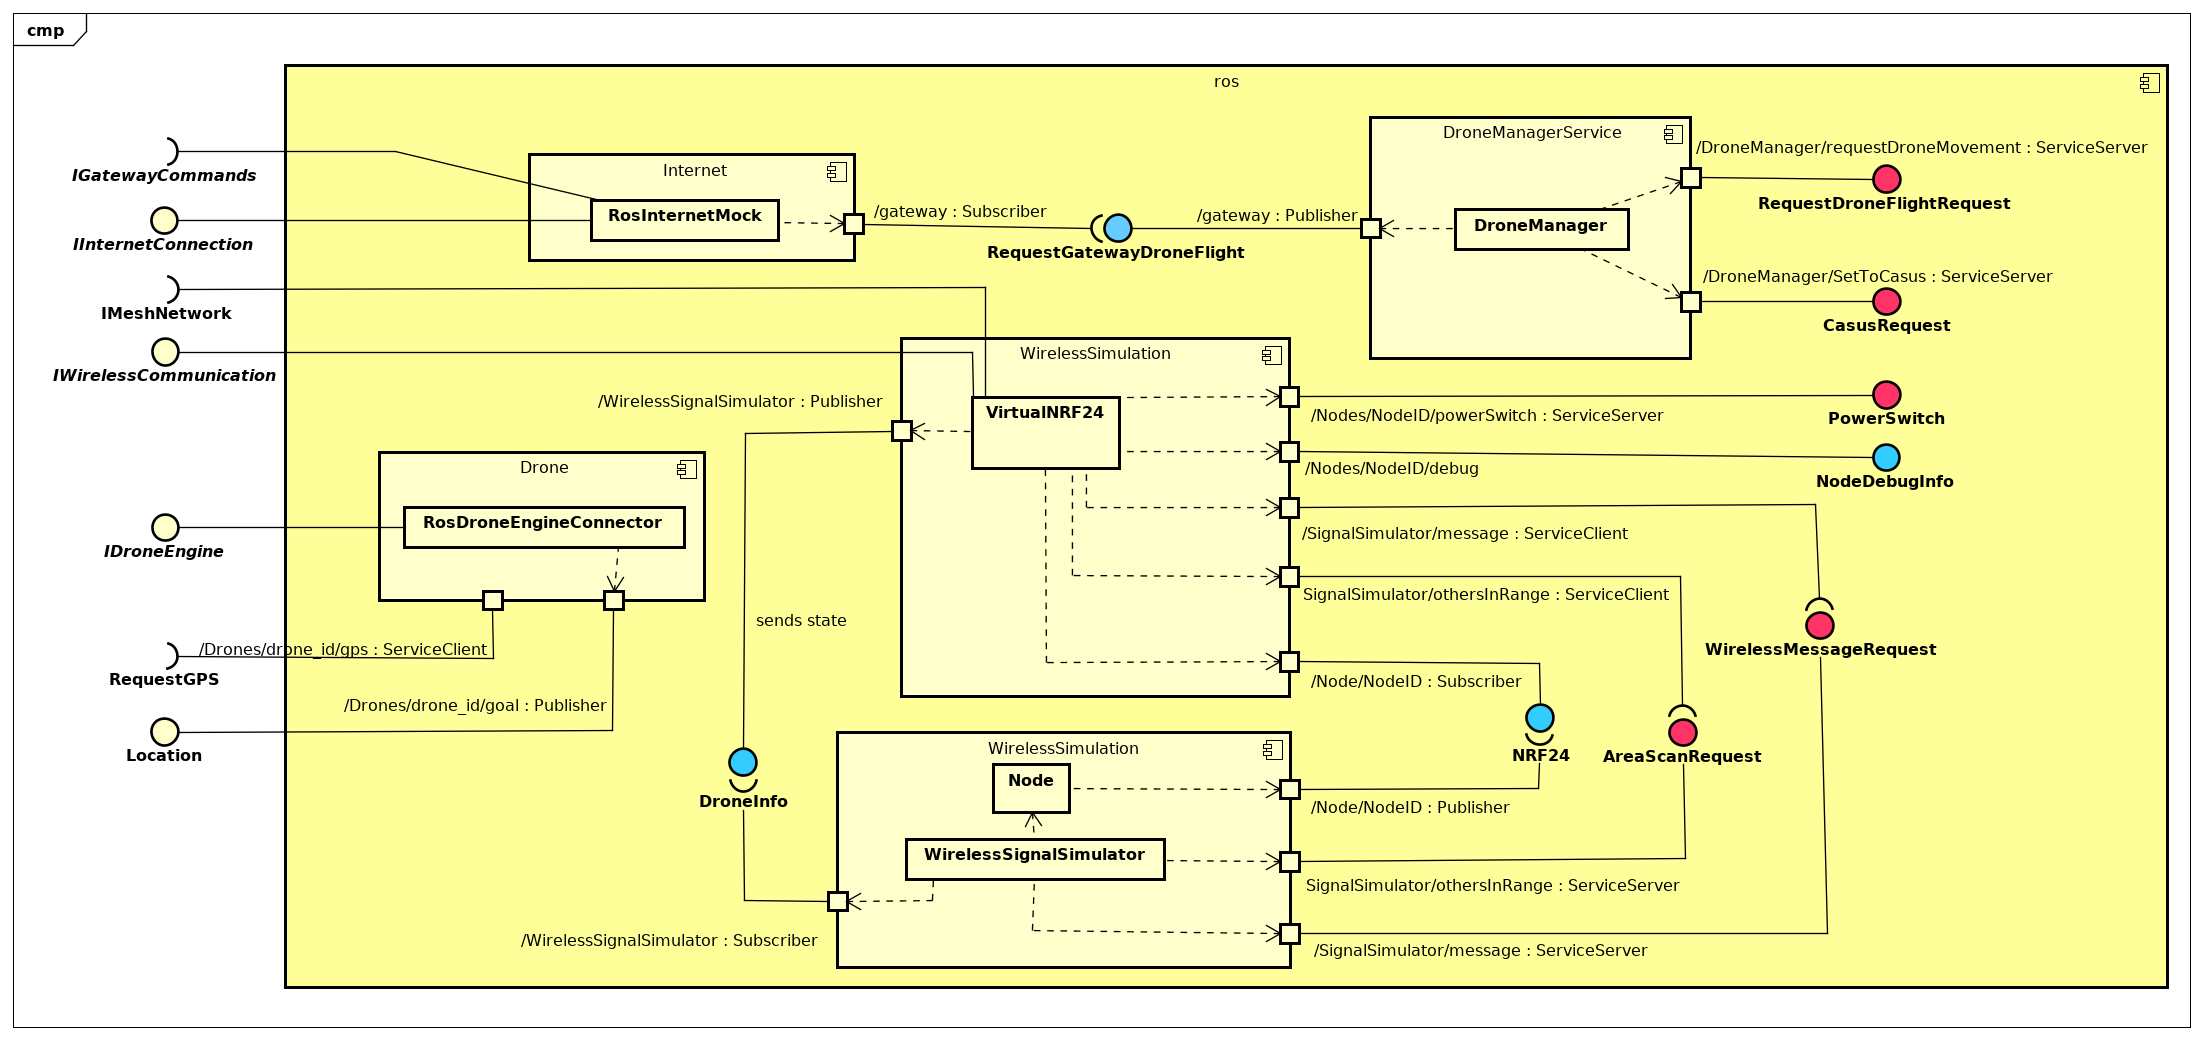 cmp
ros
IGatewayCommands
IInternetConnection
IMeshNetwork
IWirelessCommunication
IDroneEngine
RequestGPS
Location
Internet
RosInternetMock
/gateway : Subscriber
RequestGatewayDroneFlight
/gateway : Publisher
DroneManagerService
DroneManager
/DroneManager/requestDroneMovement : ServiceServer
RequestDroneFlightRequest
/DroneManager/SetToCasus : ServiceServer
CasusRequest
WirelessSimulation
VirtualNRF24
/WirelessSignalSimulator : Publisher
/Nodes/NodeID/powerSwitch : ServiceServer
PowerSwitch
/Nodes/NodeID/debug
NodeDebugInfo
/SignalSimulator/message : ServiceClient
SignalSimulator/othersInRange : ServiceClient
WirelessMessageRequest
/Node/NodeID : Subscriber
Drone
RosDroneEngineConnector
/Drones/drone_id/gps : ServiceClient
/Drones/drone_id/goal : Publisher
sends state
DroneInfo
NRF24
AreaScanRequest
WirelessSimulation
Node
WirelessSignalSimulator
/Node/NodeID : Publisher
SignalSimulator/othersInRange : ServiceServer
/WirelessSignalSimulator : Subscriber
/SignalSimulator/message : ServiceServer